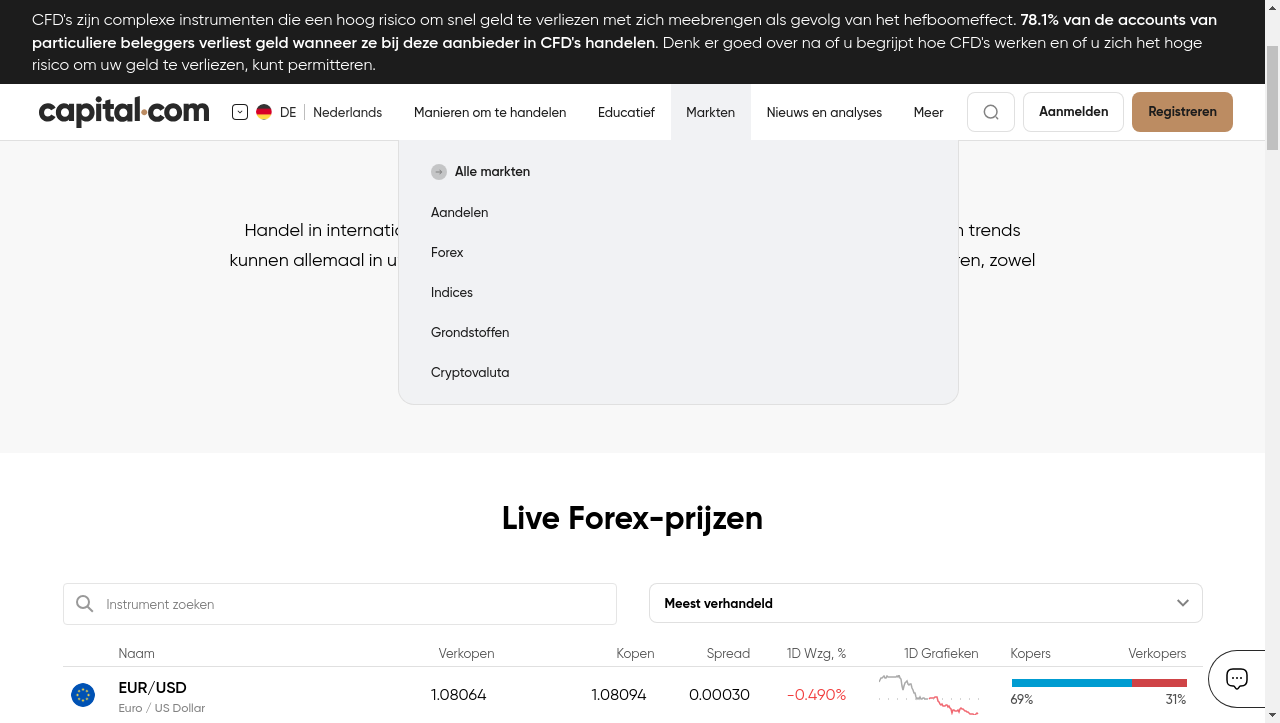 CFD's zijn complexe instrumenten die een hoog risico om snel geld te verliezen met zich meebrengen als gevolg van het hefboomeffect. 78.1% van de accounts van
particuliere beleggers verliest geld wanneer ze bij deze aanbieder in CFD's handelen. Denk er goed over na of u begrijpt hoe CFD's werken en of u zich het hoge
risico om uw geld te verliezen, kunt permitteren.
capital.com DE Nederlands Manieren om te handelen Educatief Markten Nieuws en analyses Meer Aanmelden Registreren
Alle markten
Aandelen
Handel in trends
Forex
kunnen allemaal in zowel
Indices
Grondstoffen
Cryptovaluta
Live Forex-prijzen
Instrument zoeken Meest verhandeld
Naam Verkopen Kopen Spread 1D Wzg, % 1D Grafieken Kopers Verkopers
EUR/USD 1.08064 1.08094 0.00030 -0.490%
Euro / US Dollar 69% 31%